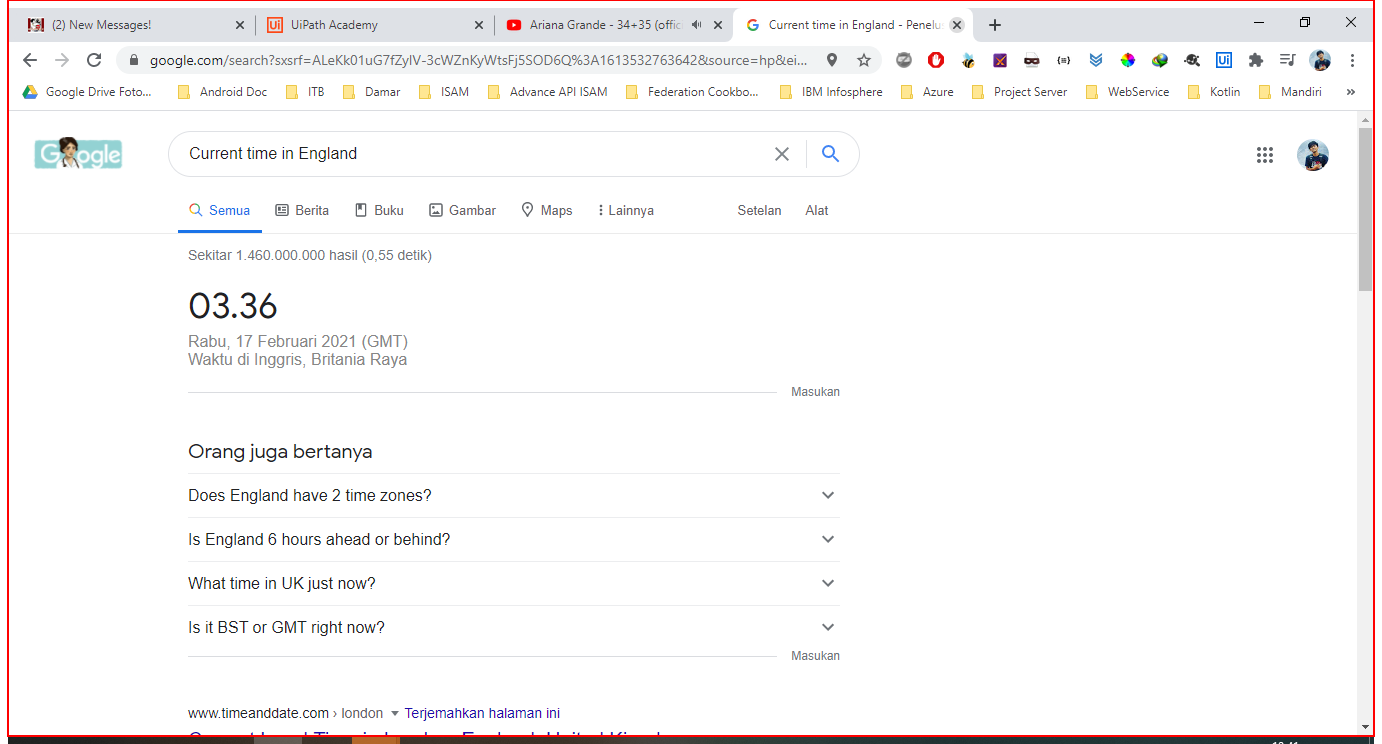 (2) New Messages!
UiPath Academy
Ariana Grande - 34+35 (offic
Current time in England - Penelu
google.com/search?sxsrf=ALeKk01uG7fZyIV-3cWZnKyWtsFj5SOD6Q%3A1613532763642&source=hp&ei...
Google Drive Foto... Android Doc ITB Damar ISAM Advance API ISAM Federation Cookbo... IBM Infosphere Azure Project Server WebService Kotlin Mandiri »
Google
Current time in England
Semua Berita Buku Gambar Maps Lainnya Setelan Alat
Sekitar 1.460.000.000 hasil (0,55 detik)
03.36
Rabu, 17 Februari 2021 (GMT)
Waktu di Inggris, Britania Raya
Masukan
Orang juga bertanya
Does England have 2 time zones?
Is England 6 hours ahead or behind?
What time in UK just now?
Is it BST or GMT right now?
Masukan
www.timeanddate.com › london Terjemahkan halaman ini